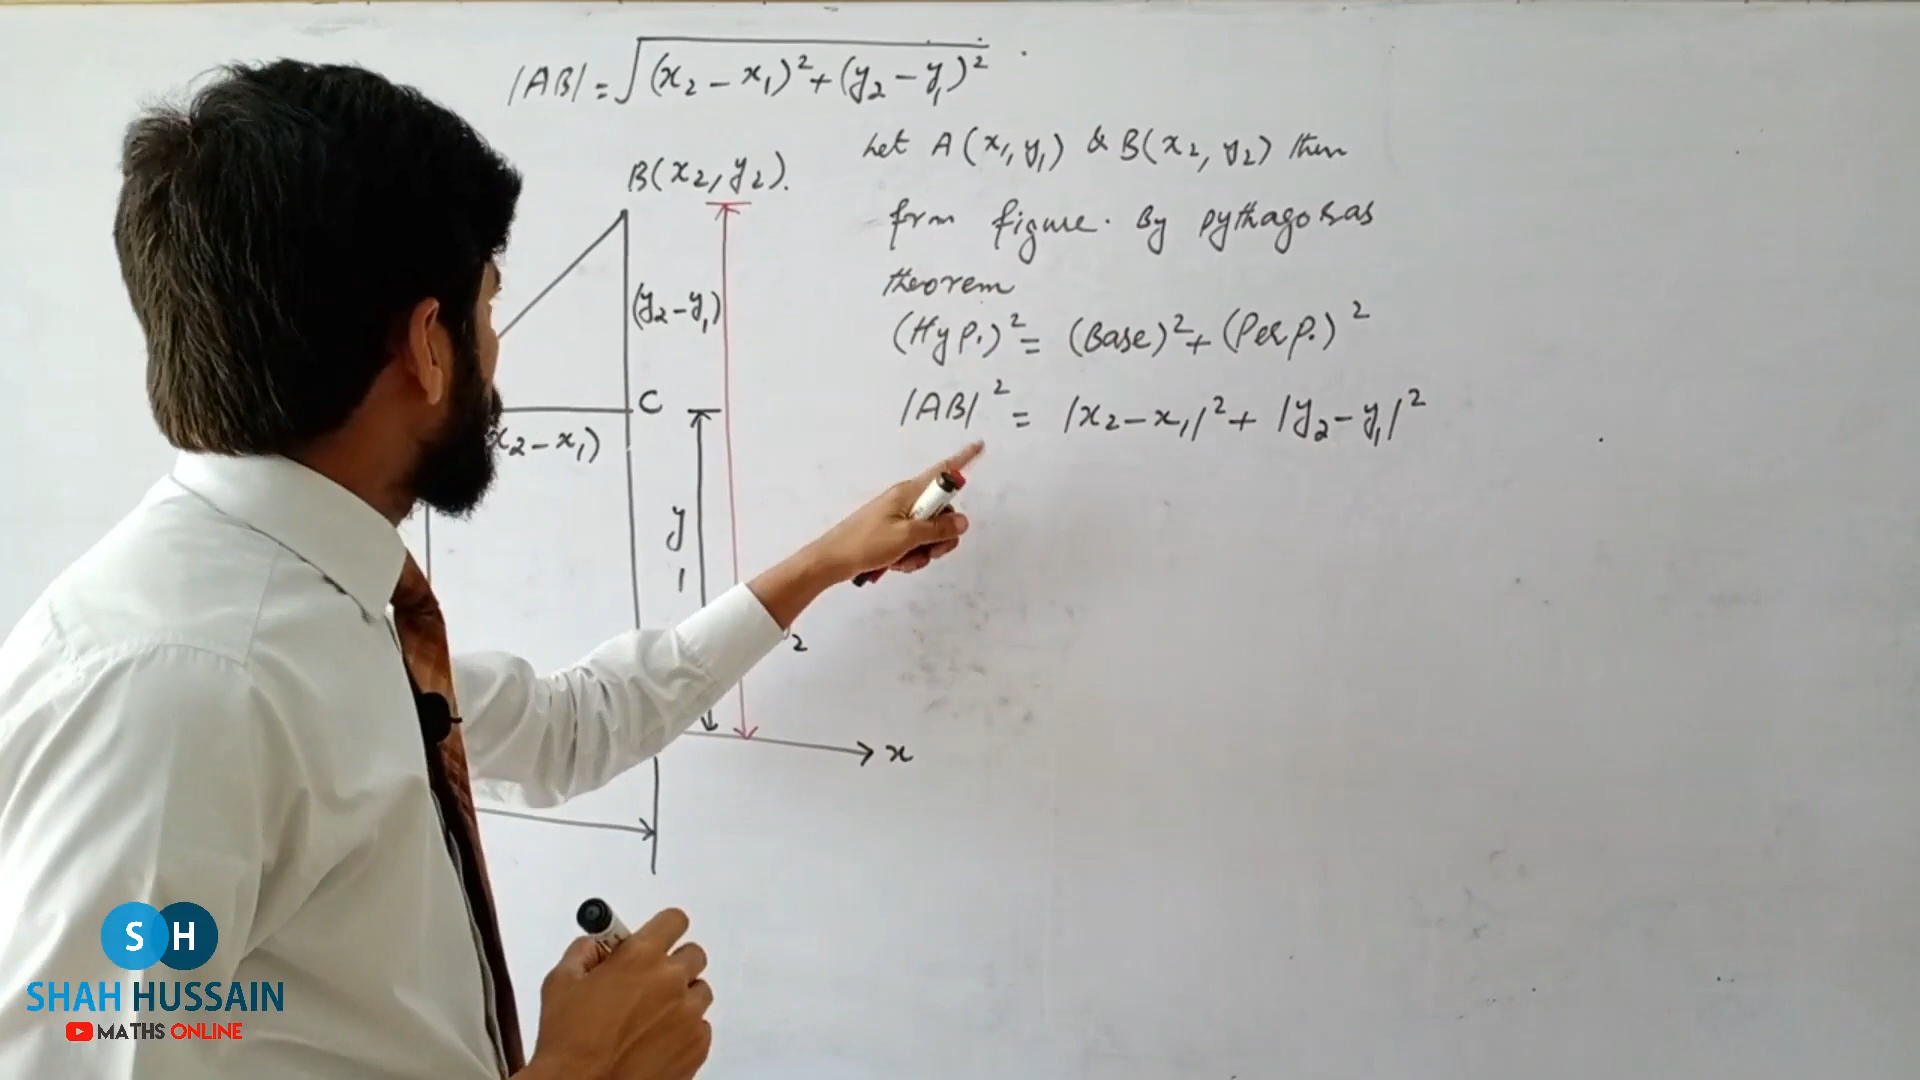 |AB| = √(x₂ – x₁)² + (y₂ – y₁)²
B(x₂, y₂).
(y₂ – y₁)
C
x₂ – x₁)
y₁
2
x
Let A(x₁, y₁) & B(x₂, y₂) then
from figure. By pythagoras
theorem
(Hyp.)² = (Base)² + (Perp.)²
|AB|² = |x₂ – x₁|² + |y₂ – y₁|²
SH
SHAH HUSSAIN
MATHS ONLINE